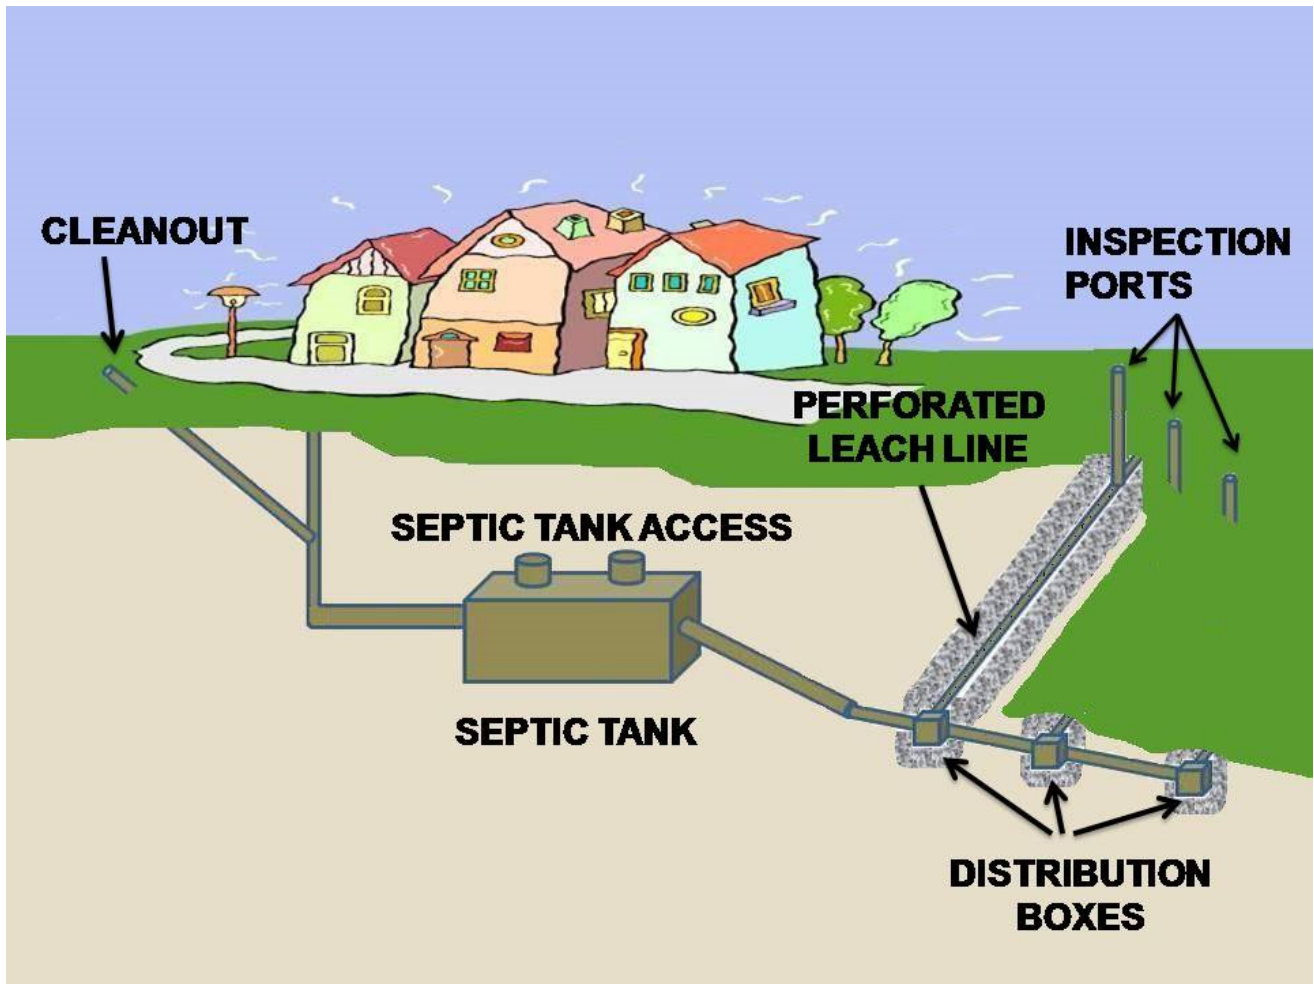 CLEANOUT
INSPECTION
PORTS
PERFORATED
LEACH LINE
SEPTIC TANK ACCESS
SEPTIC TANK
DISTRIBUTION
BOXES